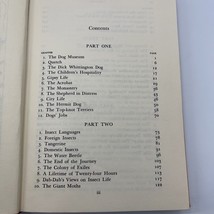 Contents
PART ONE
CHAPTER PAGE
1. The Dog Museum
2. Quetch
3. The Dick Whittington Dog
4. The Children's Hospitality
5. Gipsy Life
6. The Acrobat
7. The Monastery
8. The Shepherd in Distress
9. City Life
10. The Hermit Dog
11. The Top-knot Terriers
12. Dogs' Jobs
PART TWO
1. Insect Languages 73
2. Foreign Insects
3. Tangerine
4. Domestic Insects
5. The Water Beetle
6. The End of the Journey
7. The Colony of Exiles
8. A Lifetime of Twenty-four Hours
9. Dab-Dab's Views on Insect Life
10. The Giant Moths